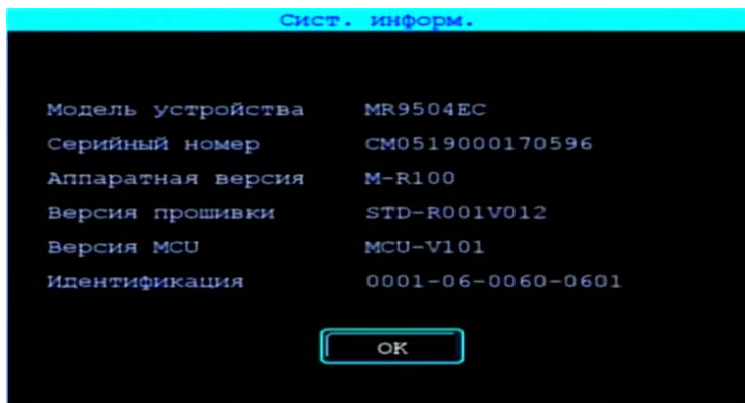 Сист. информ.
Модель устройства MR9504EC
Серийный номер CM0519000170596
Аппаратная версия M-R100
Версия прошивки STD-R001V012
Версия MCU MCU-V101
Идентификация 0001-06-0060-0601
OK